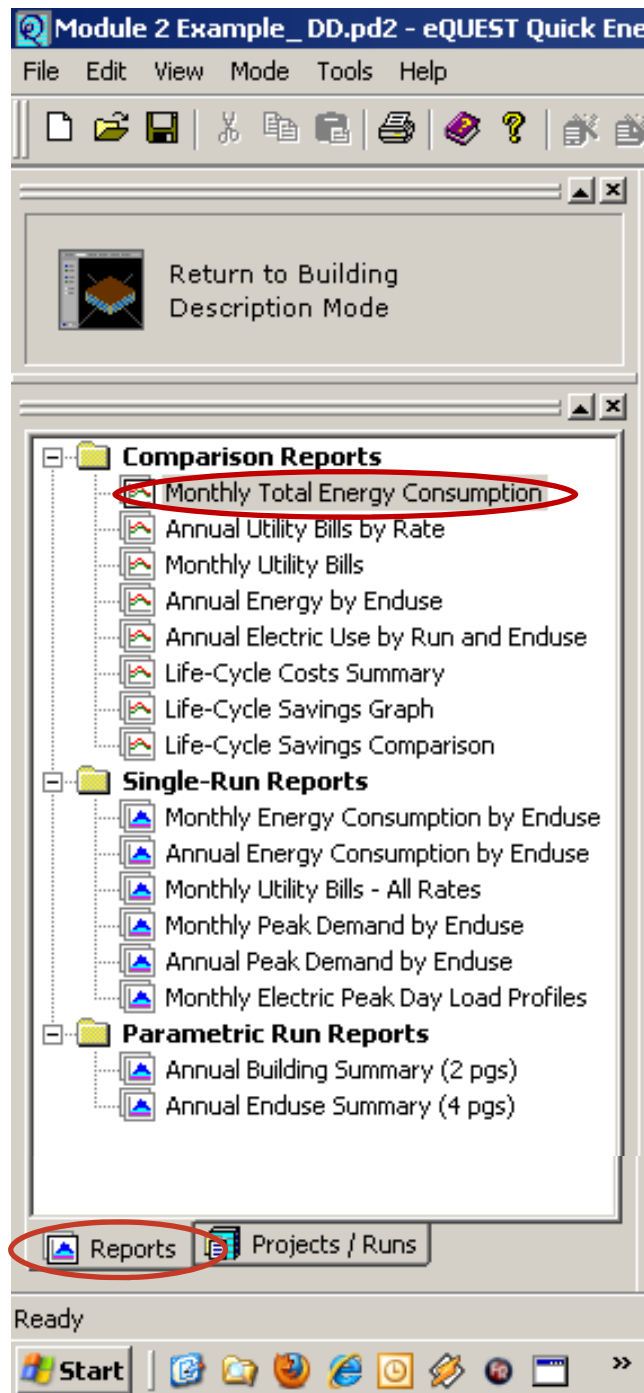 Module 2 Example_ DD.pd2 - eQUEST Quick Ene
File Edit View Mode Tools Help
Return to Building
Description Mode
Comparison Reports
Monthly Total Energy Consumption
Annual Utility Bills by Rate
Monthly Utility Bills
Annual Energy by Enduse
Annual Electric Use by Run and Enduse
Life-Cycle Costs Summary
Life-Cycle Savings Graph
Life-Cycle Savings Comparison
Single-Run Reports
Monthly Energy Consumption by Enduse
Annual Energy Consumption by Enduse
Monthly Utility Bills - All Rates
Monthly Peak Demand by Enduse
Annual Peak Demand by Enduse
Monthly Electric Peak Day Load Profiles
Parametric Run Reports
Annual Building Summary (2 pgs)
Annual Enduse Summary (4 pgs)
Reports Projects / Runs
Ready
Start »